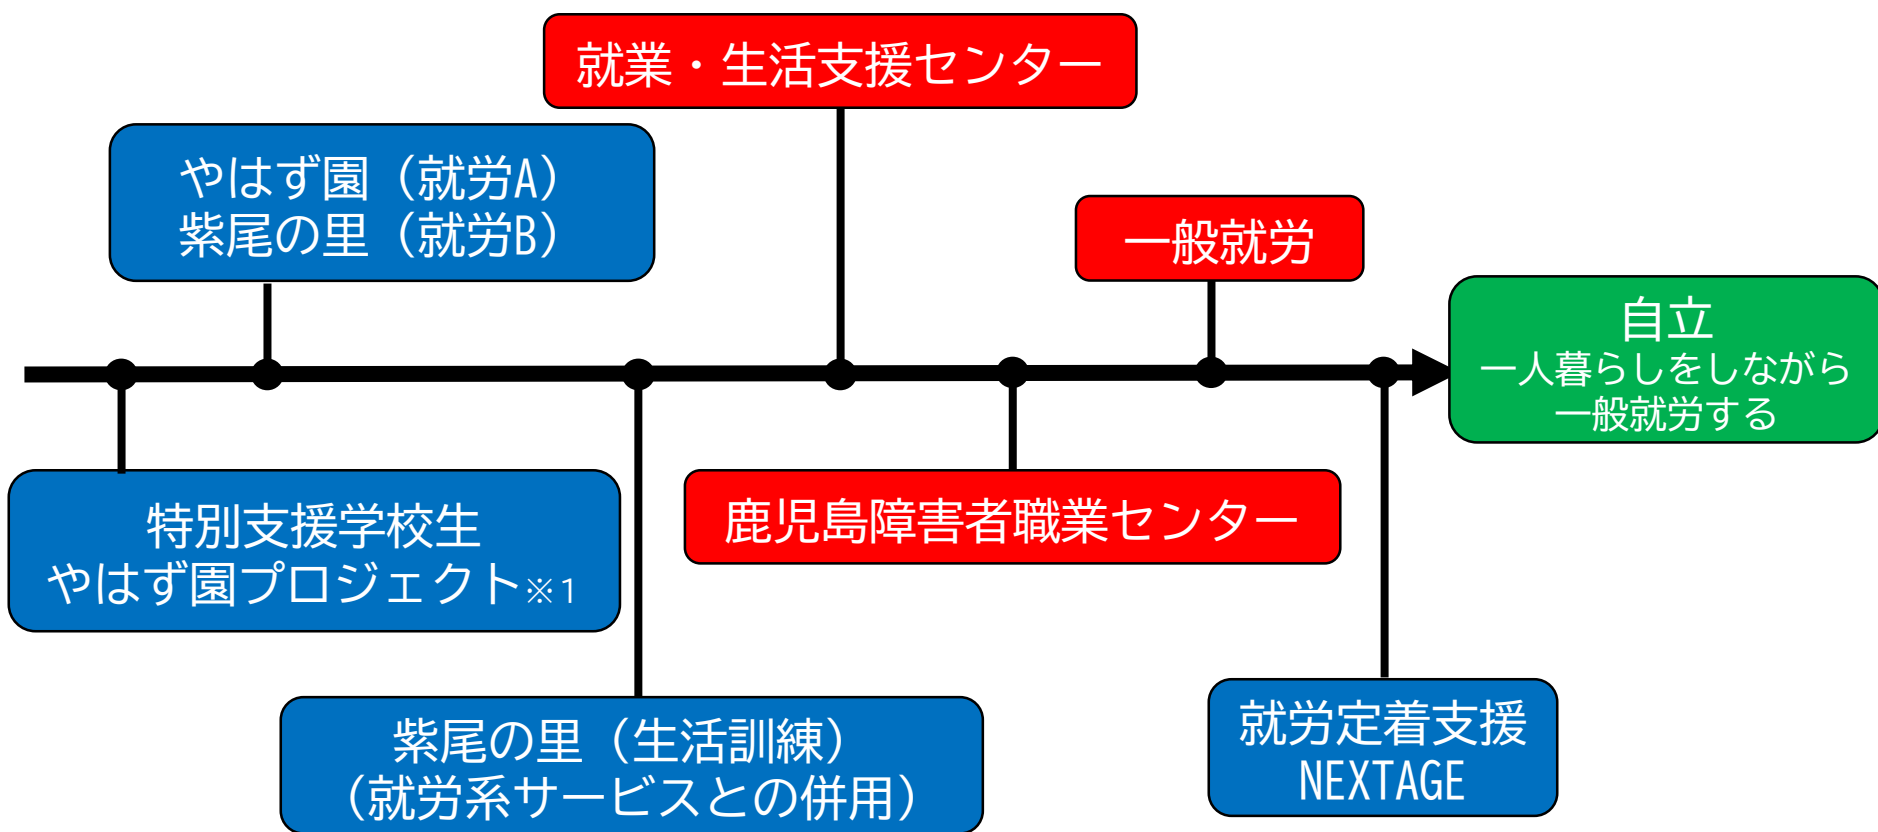 就業・生活支援センター
やはず園（就労A）
紫尾の里（就労B）
一般就労
自立
一人暮らしをしながら
一般就労する
特別支援学校生
やはず園プロジェクト※1
鹿児島障害者職業センター
紫尾の里（生活訓練）
（就労系サービスとの併用）
就労定着支援
NEXTAGE